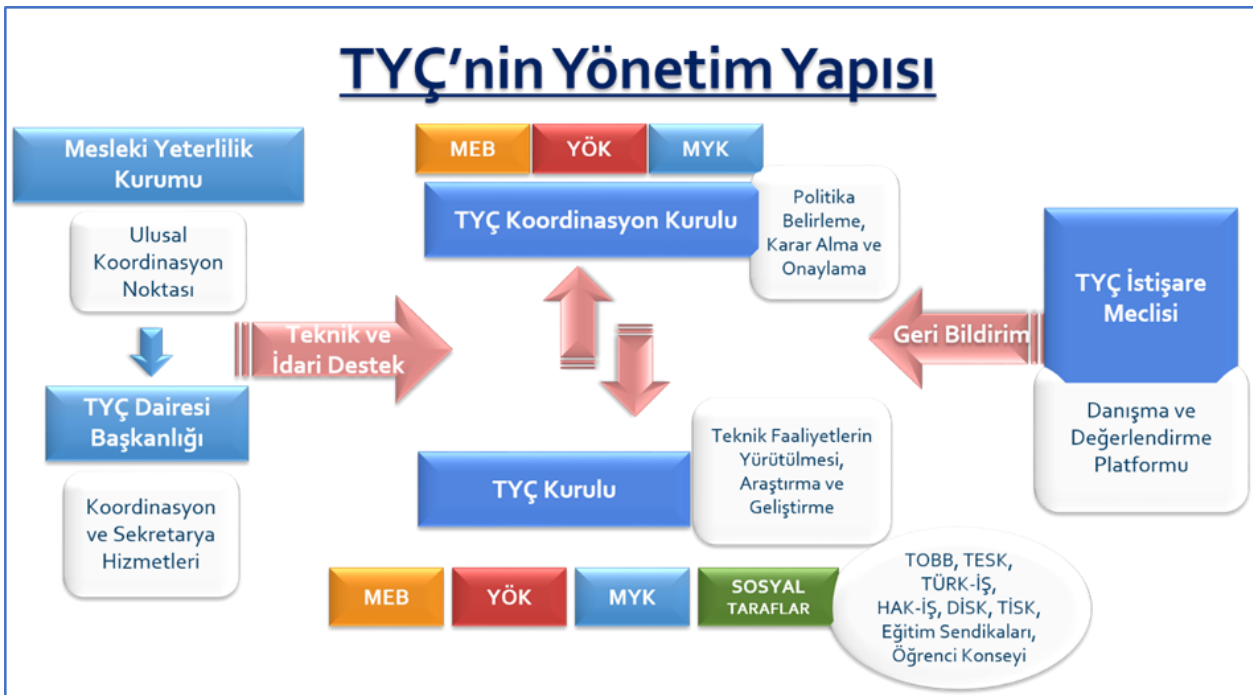 TYÇ’nin Yönetim Yapısı
Mesleki Yeterlilik
Kurumu
Ulusal
Koordinasyon
Noktası
TYÇ Dairesi
Başkanlığı
Koordinasyon
ve Sekretarya
Hizmetleri
Teknik ve
İdari Destek
MEB
YÖK
MYK
TYÇ Koordinasyon Kurulu
Politika
Belirleme,
Karar Alma ve
Onaylama
TYÇ Kurulu
Teknik Faaliyetlerin
Yürütülmesi,
Araştırma ve
Geliştirme
MEB
YÖK
MYK
SOSYAL
TARAFLAR
TOBB, TESK,
TÜRK-İŞ,
HAK-İŞ, DİSK, TİSK,
Eğitim Sendikaları,
Öğrenci Konseyi
Geri Bildirim
TYÇ İstişare
Meclisi
Danışma ve
Değerlendirme
Platformu